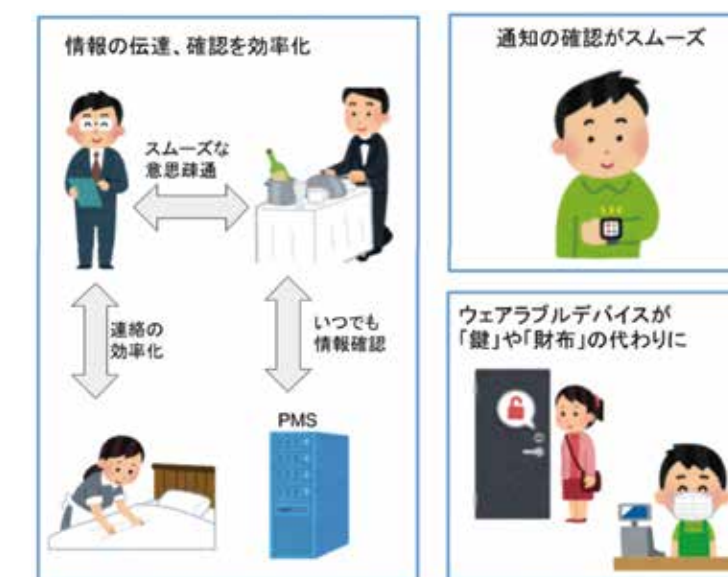 情報の伝達、確認を効率化
スムーズな
意思疎通
連絡の
効率化
いつでも
情報確認
PMS
通知の確認がスムーズ
ウェアラブルデバイスが
「鍵」や「財布」の代わりに